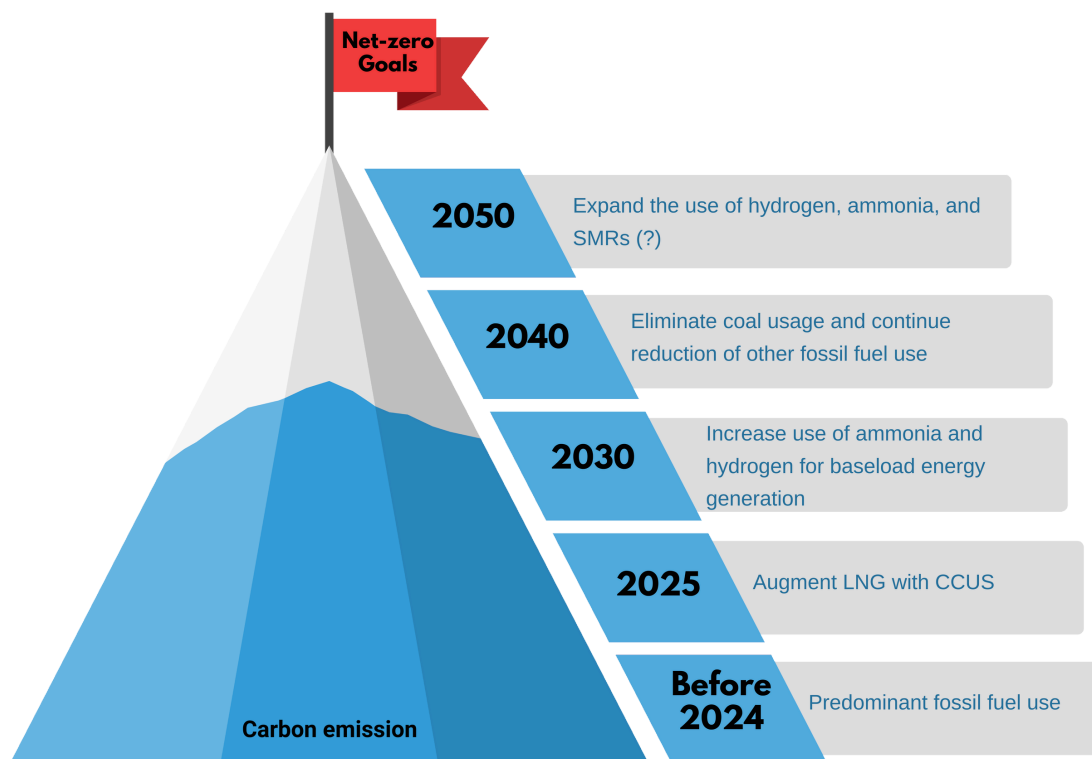 Net-zero
Goals
2050
Expand the use of hydrogen, ammonia, and
SMRs (?)
2040
Eliminate coal usage and continue
reduction of other fossil fuel use
2030
Increase use of ammonia and
hydrogen for baseload energy
generation
2025
Augment LNG with CCUS
Before
2024
Predominant fossil fuel use
Carbon emission